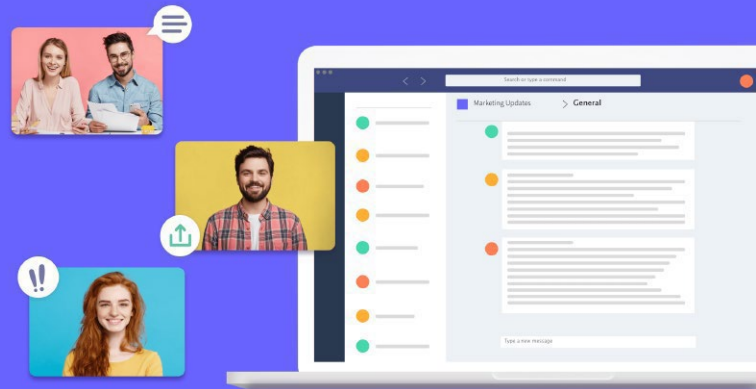 Search or type a command
Marketing Updates > General
Type a new message